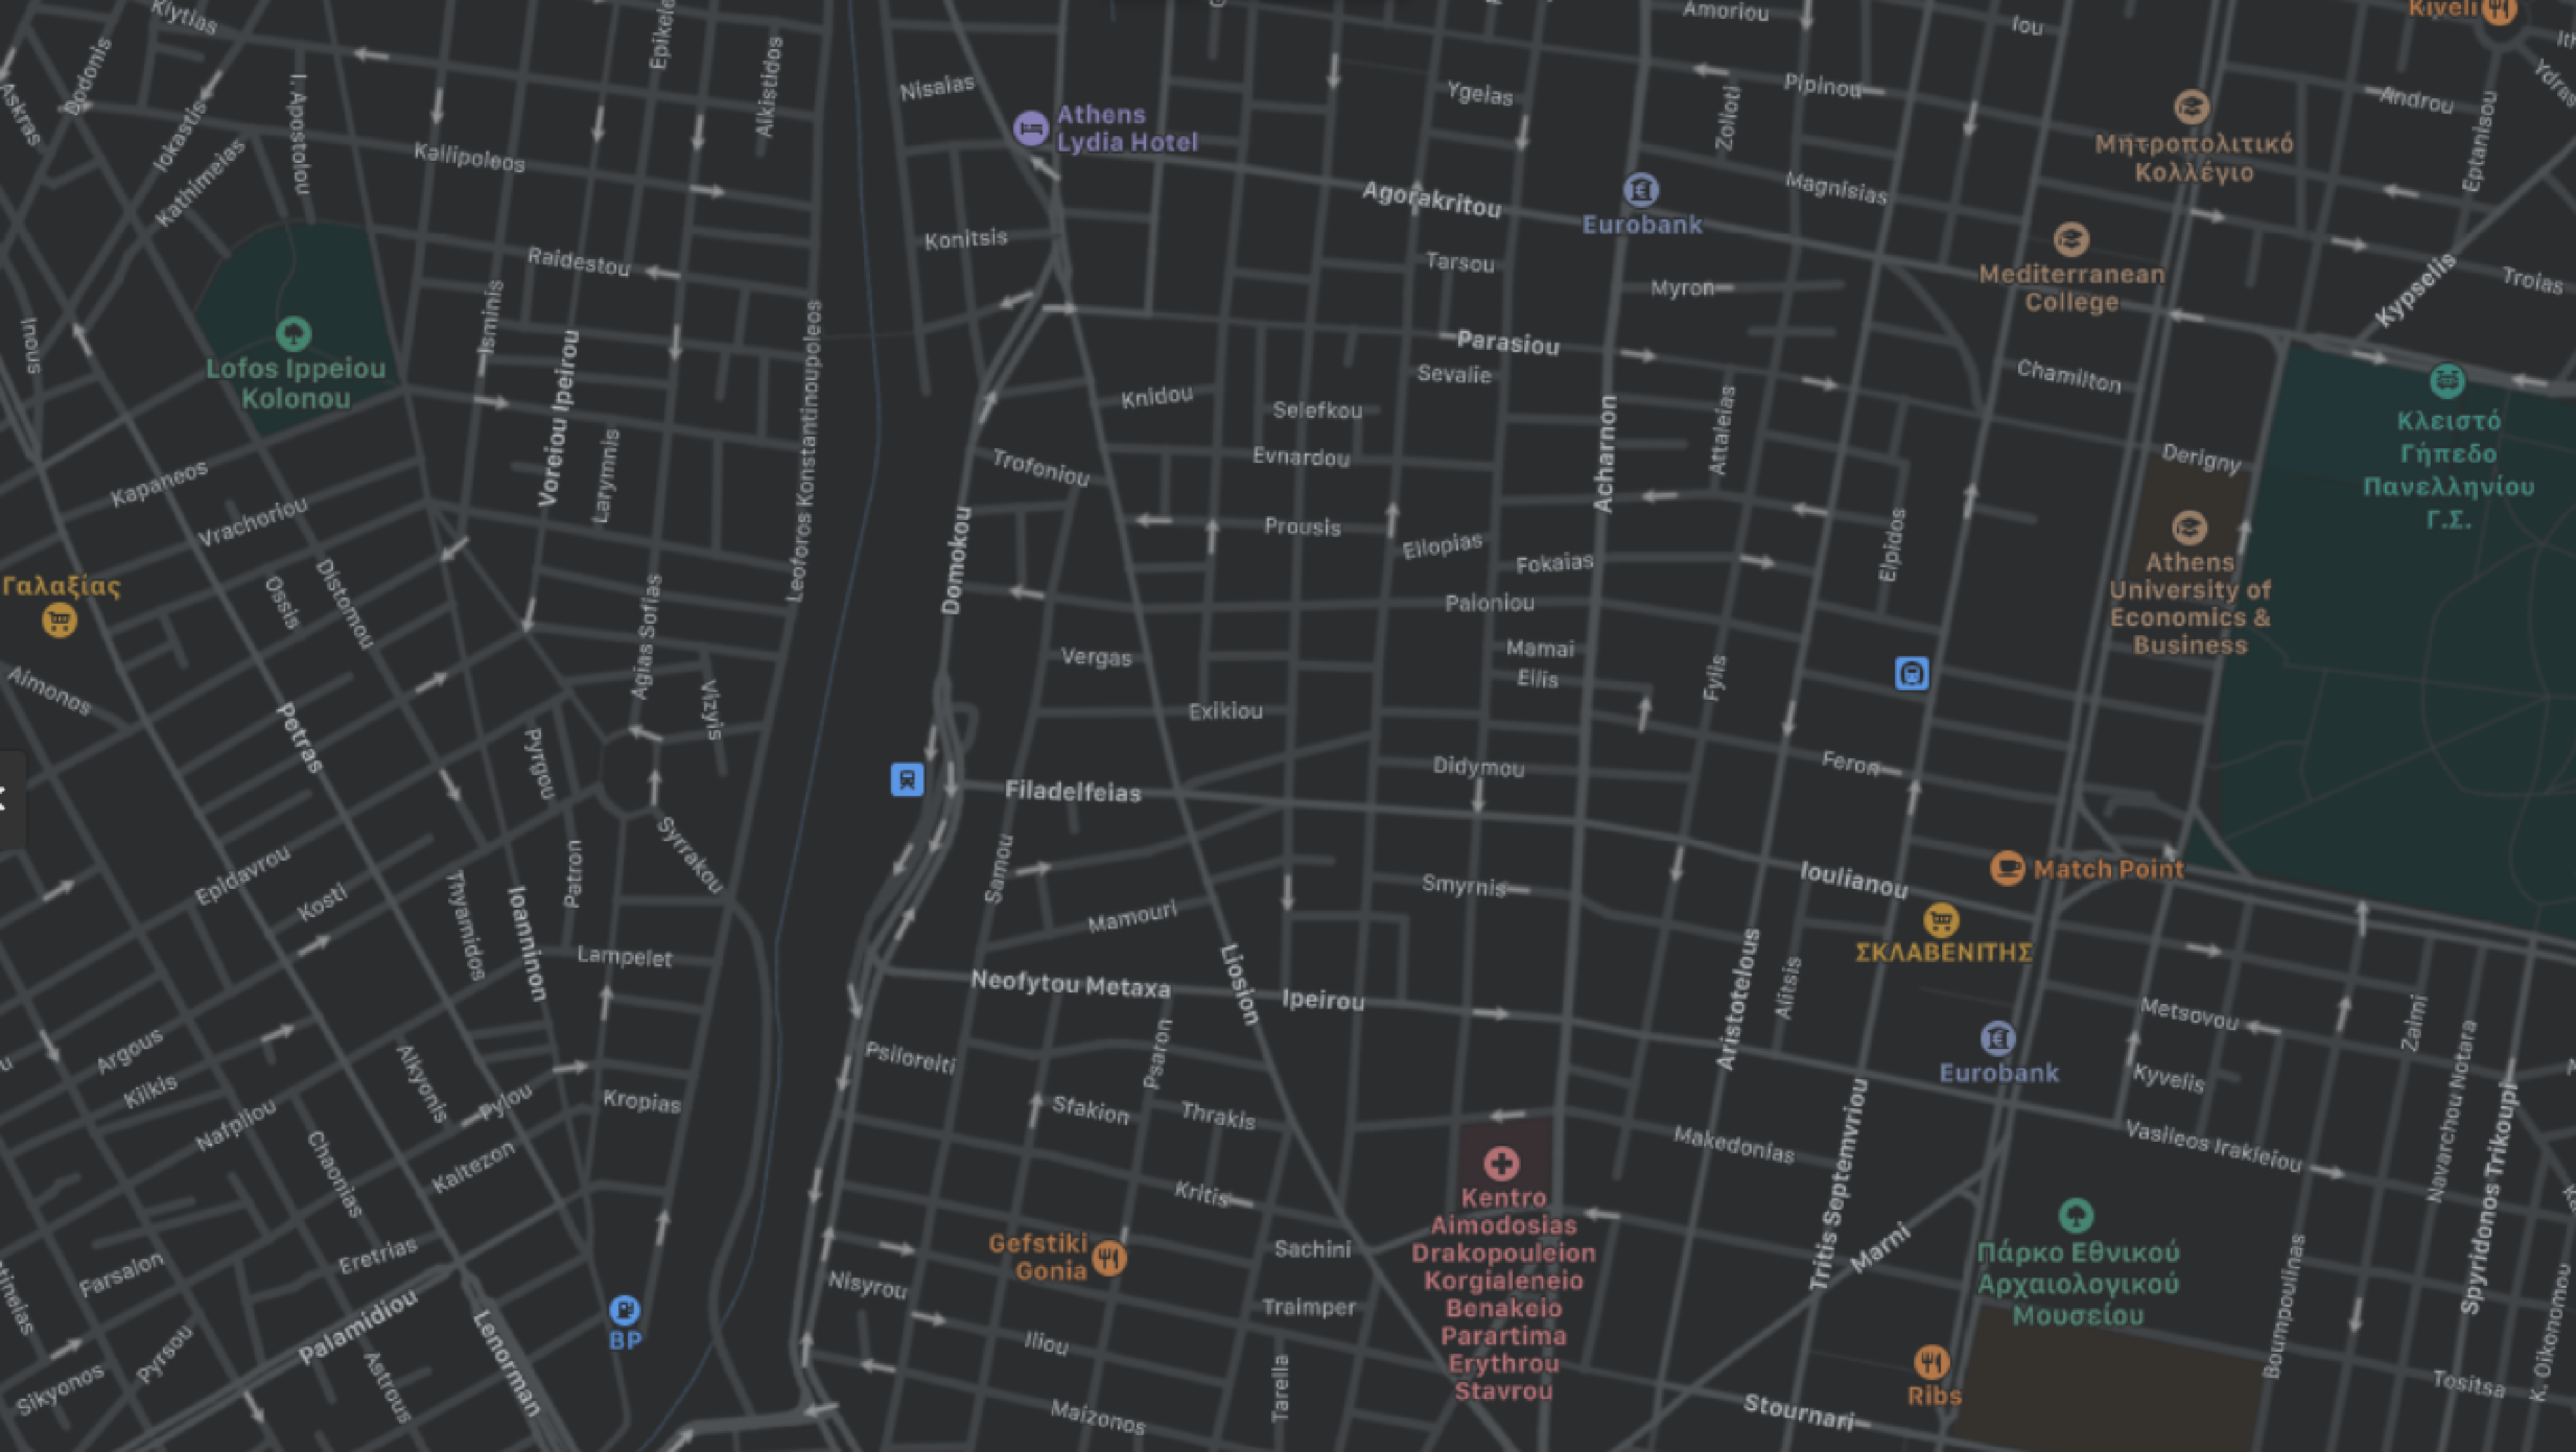 Klytias
Epikele
Amoriou
Iou
Kiveli
Dodonis
Alkistidos
Nisaias
Ygeias
Zolioti
Pipinou
Androu
Eptanisou
Ydras
Askras
Iokastis
I. Apostolou
Kathimeias
Kallipoleos
Athens
Lydia Hotel
Μητροπολιτικό
Κολλέγιο
Agorakritou
Eurobank
Magnisias
Raidestou
Konitsis
Tarsou
Myron
Mediterranean
College
Kypselis
Troias
Inous
Isminis
Lofos Ippeiou
Kolonou
Voreiou Ipeirou
Leoforos Konstantinoupoleos
Parasiou
Sevalie
Chamilton
Knidou
Selefkou
Acharnon
Attaleias
Κλειστό
Γήπεδο
Πανελληνίου
Γ.Σ.
Kapaneos
Larymnis
Trofoniou
Evnardou
Derigny
Vrachoriou
Domokou
Prousis
Ellopias
Fokaias
Elpidos
Γαλαξίας
Ossis
Distomou
Agias Sofias
Paioniou
Athens
University of
Economics &
Business
Aimonos
Vizyis
Vergas
Mamai
Ellis
Fylis
Petras
Pyrgou
Exikiou
Filadelfeias
Didymou
Feron
Epidavrou
Kosti
Patron
Syrrakou
Samou
Smyrnis
Ioulianou
Match Point
ΣΚΛΑΒΕΝΙΤΗΣ
Thyamidos
Ioanninon
Lampelet
Mamouri
Neofytou Metaxa
Liosion
Ipeirou
Aristotelous
Alitsis
Metsovou
Zaimi
Argous
Kilkis
Alkyonis
Psiloreiti
Psaron
Eurobank
Kyvelis
Navarchou Notara
Nafpliou
Pylou
Kropias
Sfakion
Thrakis
Makedonias
Vasileos Irakleiou
Chaonias
Kaltezon
Kritis
Kentro
Aimodosias
Drakopouleion
Korgialeneio
Benakeio
Parartima
Erythrou
Stavrou
Tritis Septemvriou
Marni
Πάρκο Εθνικού
Αρχαιολογικού
Μουσείου
Spyridonos Trikoupi
Farsalon
Eretrias
Gefstiki
Gonia
Sachini
Nisyrou
Traimper
Boumpoulinas
Palamidiou
Lenorman
BP
Iliou
Sikyonos
Pyrsou
Astrous
Maizonos
Tarella
Stournari
Ribs
Tositsa
K. Oikonomou